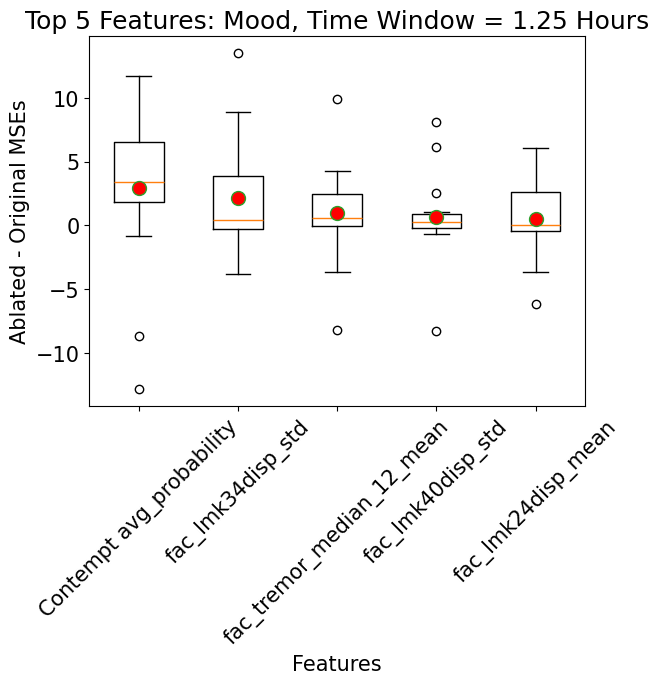 Top 5 Features: Mood, Time Window = 1.25 Hours
Ablated - Original MSEs
10
5
0
−5
−10
Contempt avg_probability
fac_lmk34disp_std
fac_tremor_median_12_mean
fac_lmk40disp_std
fac_lmk24disp_mean
Features